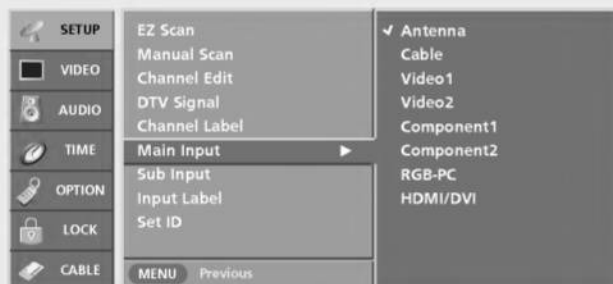 SETUP
VIDEO
AUDIO
TIME
OPTION
LOCK
CABLE
EZ Scan
Manual Scan
Channel Edit
DTV Signal
Channel Label
Main Input
Sub Input
Input Label
Set ID
MENU Previous
Antenna
Cable
Video1
Video2
Component1
Component2
RGB-PC
HDMI/DVI